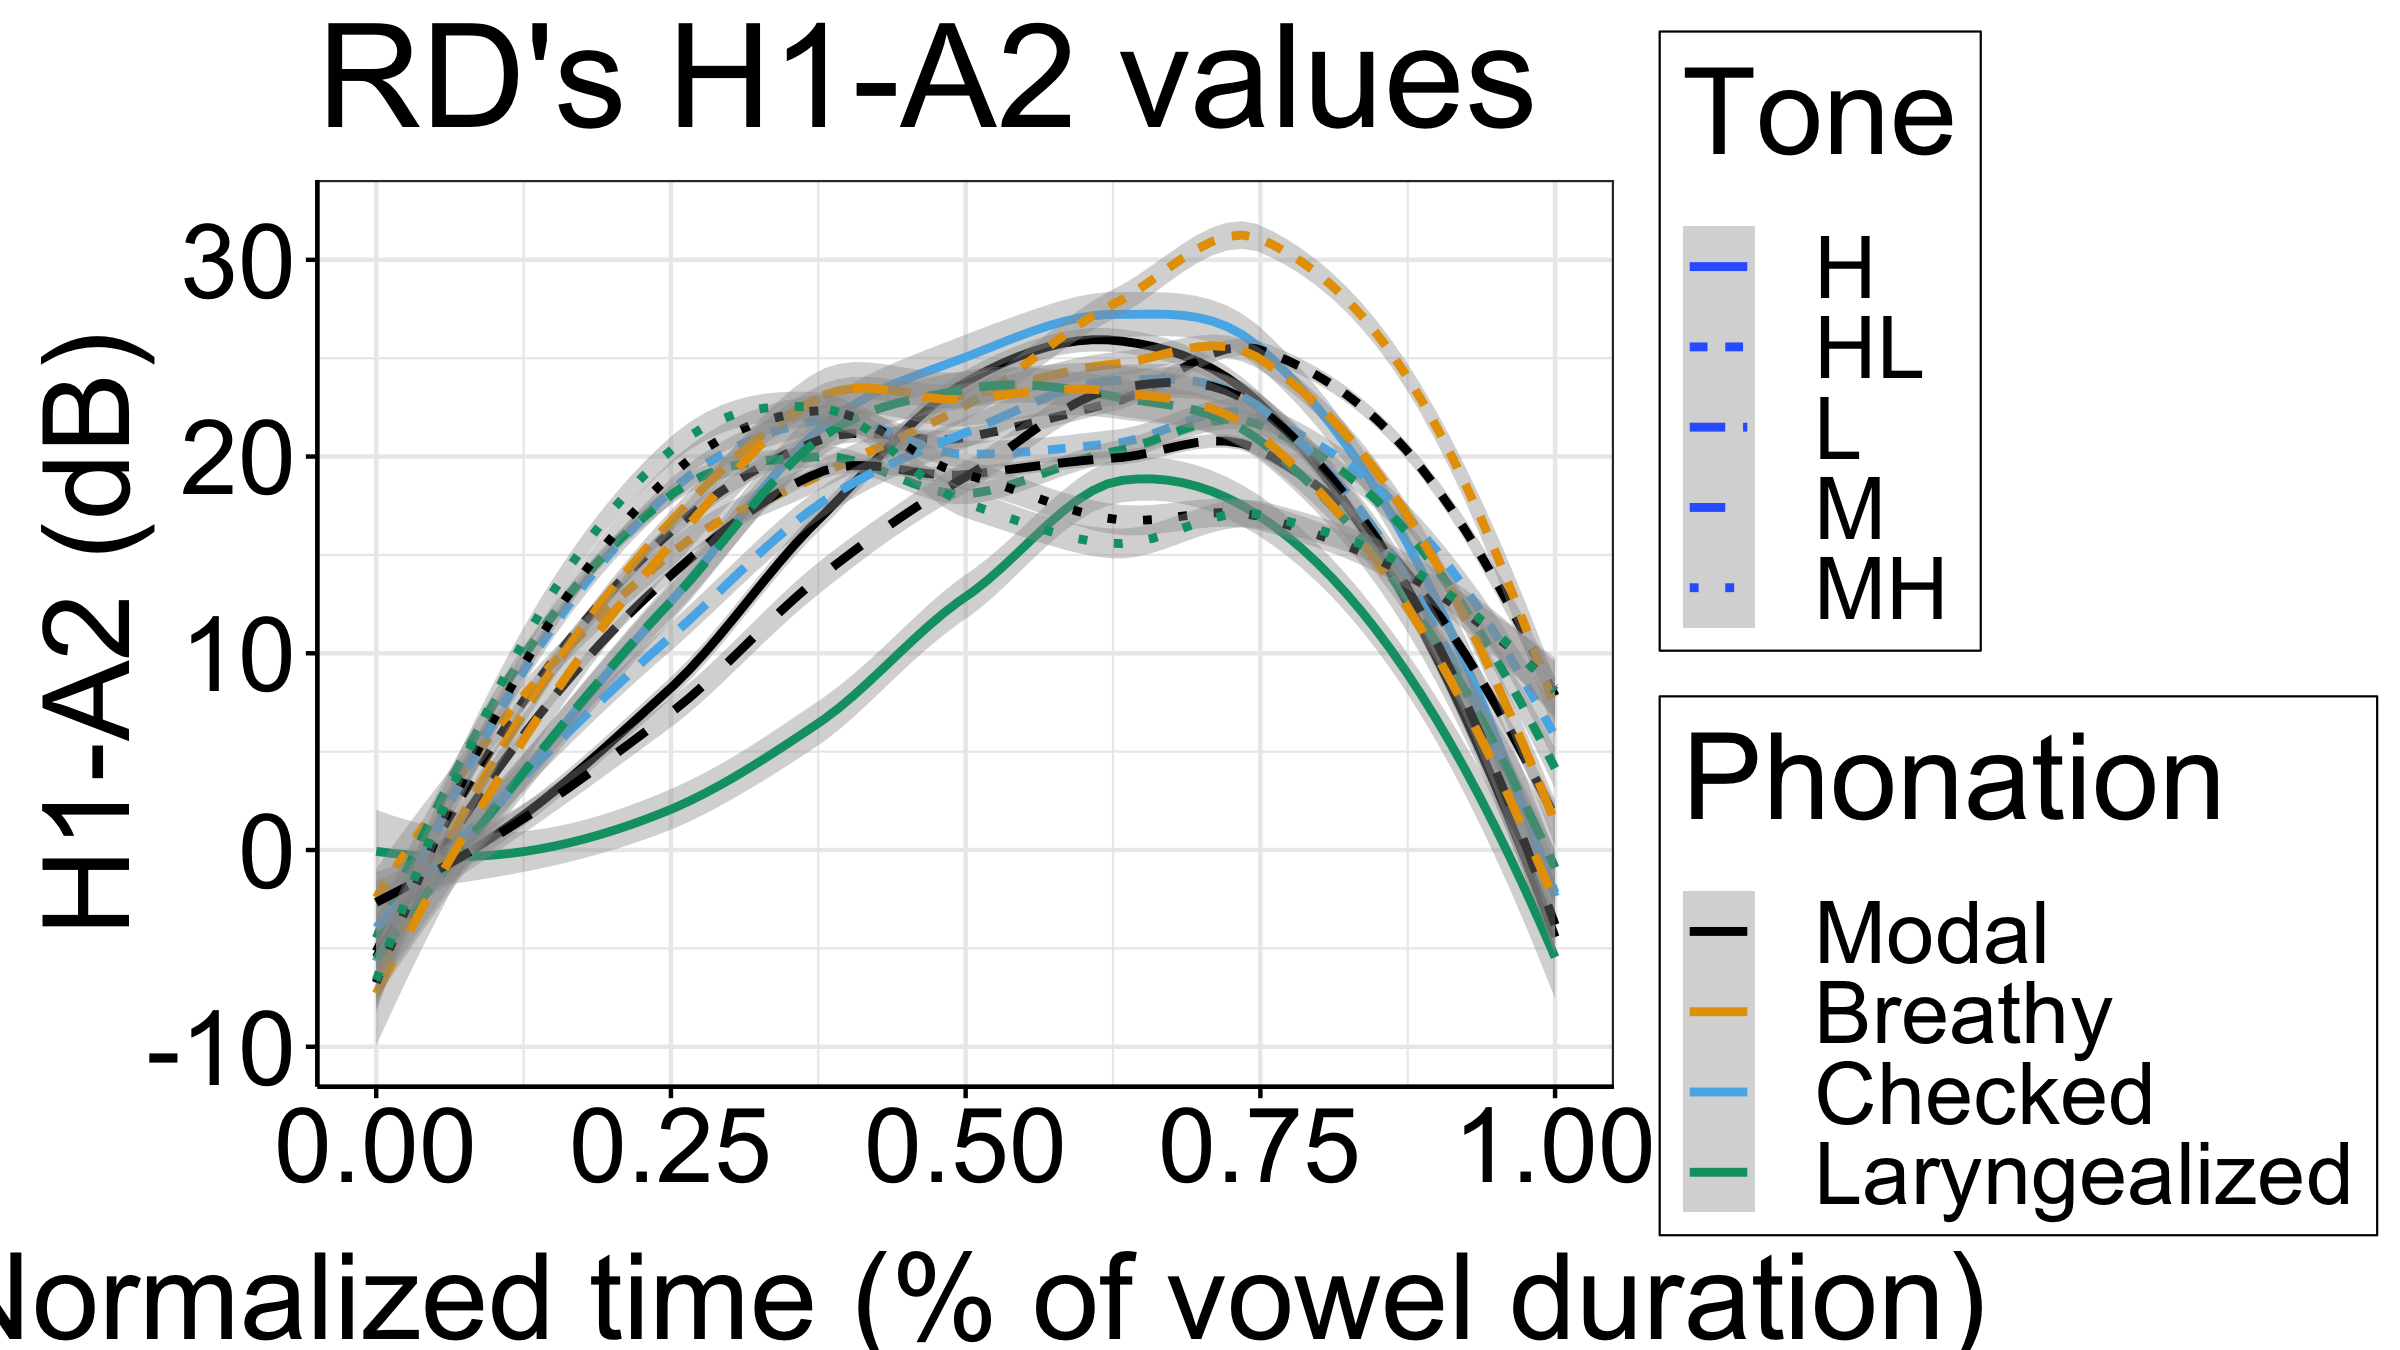 RD's H1-A2 values
H1-A2 (dB)
30
20
10
0
-10
0.00 0.25 0.50 0.75 1.00
Normalized time (% of vowel duration)
Tone
H
HL
L
M
MH
Phonation
Modal
Breathy
Checked
Laryngealized